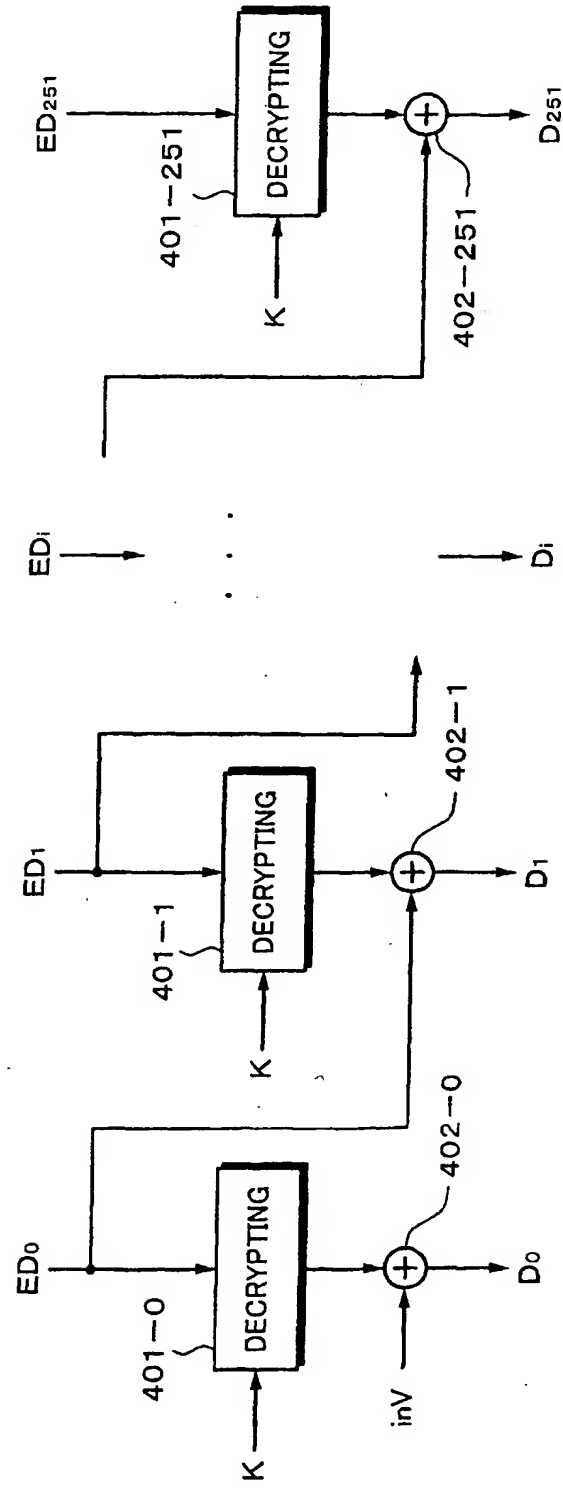 ED0
ED1
EDi
ED251
401-0
401-1
401-251
K
DECRYPTING
K
DECRYPTING
K
DECRYPTING
inV
402-0
402-1
402-251
D0
D1
Di
D251